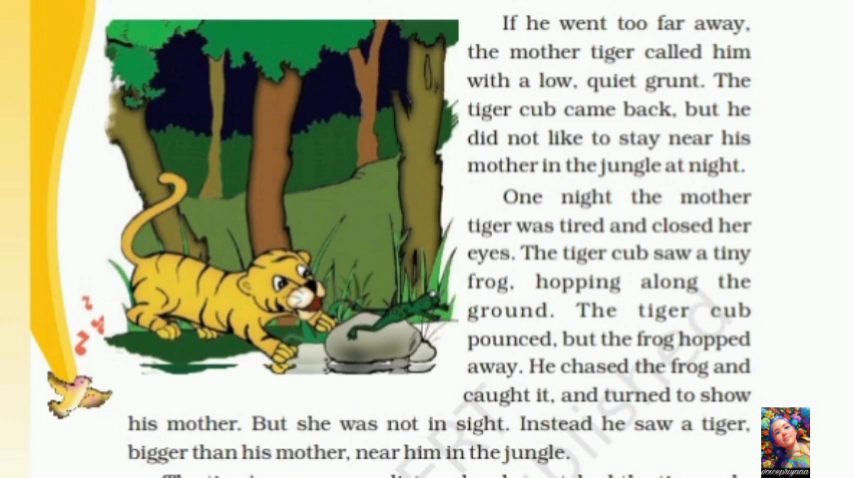 If he went too far away,
the mother tiger called him
with a low, quiet grunt. The
tiger cub came back, but he
did not like to stay near his
mother in the jungle at night.
One night the mother
tiger was tired and closed her
eyes. The tiger cub saw a tiny
frog, hopping along the
ground. The tiger cub
pounced, but the frog hopped
away. He chased the frog and
caught it, and turned to show
his mother. But she was not in sight. Instead he saw a tiger,
bigger than his mother, near him in the jungle.